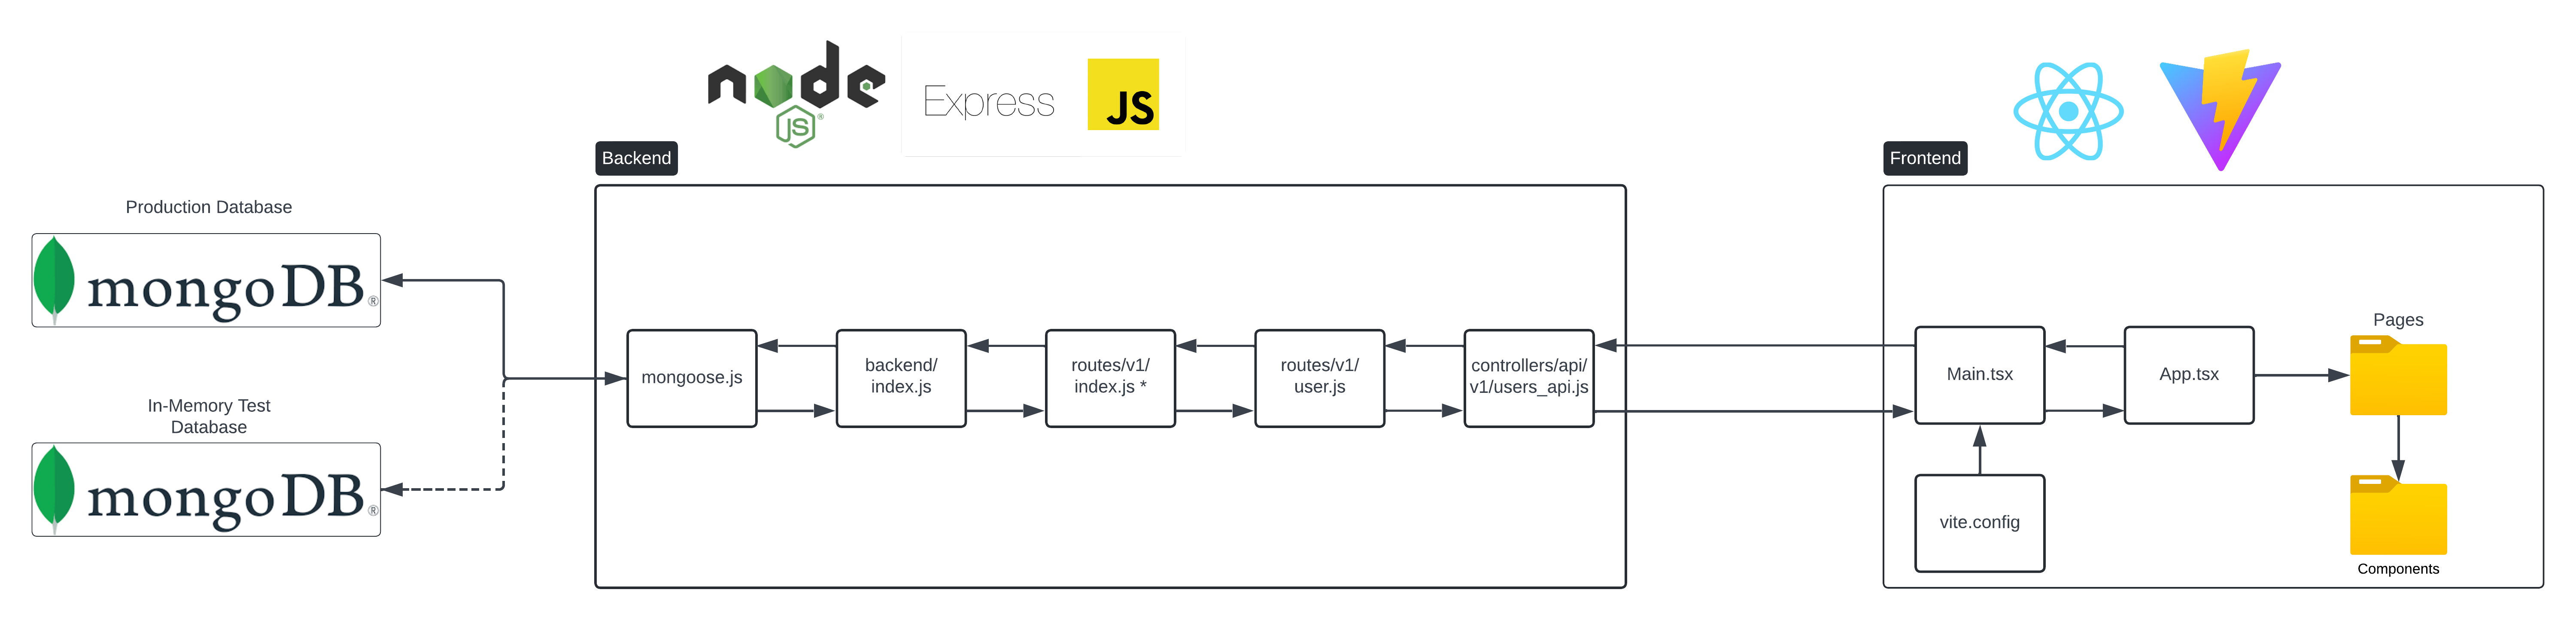 node
JS ®
Express
JS
Backend
Frontend
Production Database
mongoDB®
In-Memory Test
Database
mongoDB®
mongoose.js
backend/
index.js
routes/v1/
index.js *
routes/v1/
user.js
controllers/api/
v1/users_api.js
Main.tsx
App.tsx
Pages
vite.config
Components